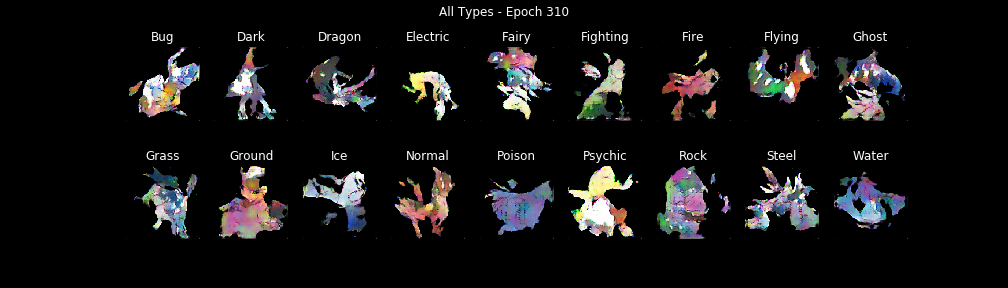 All Types - Epoch 310
Bug Dark Dragon Electric Fairy Fighting Fire Flying Ghost
Grass Ground Ice Normal Poison Psychic Rock Steel Water